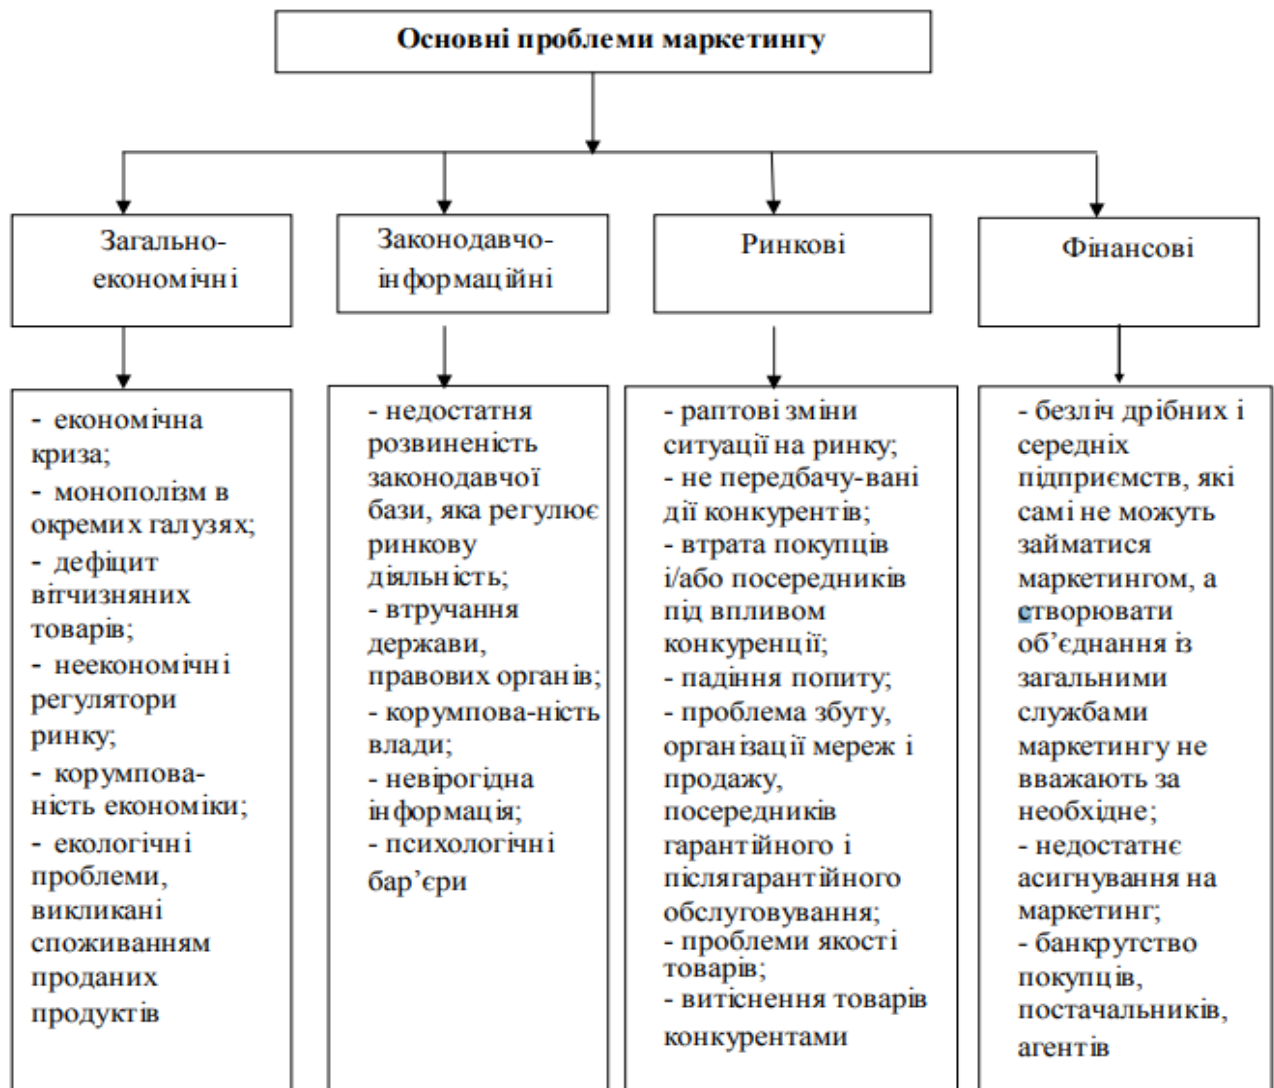 Основні проблеми маркетингу
Загально-
економічні
Законодавчо-
інформаційні
Ринкові
Фінансові
- економічна
криза;
- монополізм в
окремих галузях;
- дефіцит
вітчизняних
товарів;
- неекономічні
регулятори
ринку;
- корумпова-
ність економіки;
- екологічні
проблеми,
викликані
споживанням
проданих
продуктів
- недостатня
розвиненість
законодавчої
бази, яка регулює
ринкову
діяльність;
- втручання
держави,
правових органів;
- корумпова-ність
влади;
- невірогідна
інформація;
- психологічні
бар’єри
- раптові зміни
ситуації на ринку;
- не передбачу-вані
дії конкурентів;
- втрата покупців
і/або посередників
під впливом
конкуренції;
- падіння попиту;
- проблема збуту,
організації мереж і
продажу,
посередників
гарантійного і
післягарантійного
обслуговування;
- проблеми якості
товарів;
- витіснення товарів
конкурентами
- безліч дрібних і
середніх
підприємств, які
самі не можуть
займатися
маркетингом, а
створювати
об’єднання із
загальними
службами
маркетингу не
вважають за
необхідне;
- недостатнє
асигнування на
маркетинг;
- банкрутство
покупців,
постачальників,
агентів